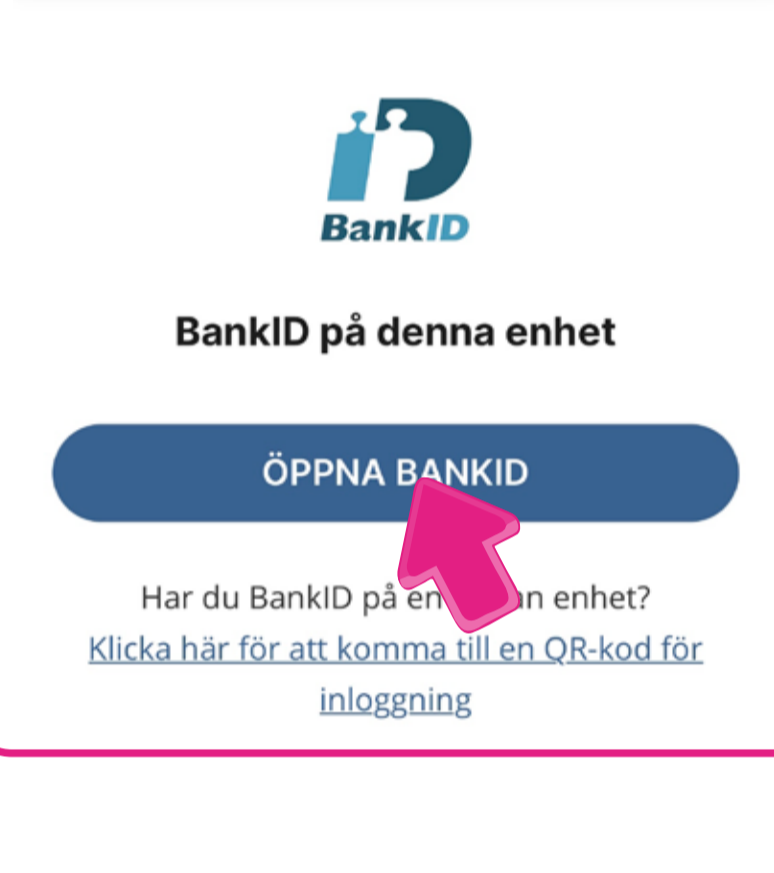 BankID
BankID på denna enhet
ÖPPNA BANKID
Har du BankID på en enhet?
Klicka här för att komma till en QR-kod för
inloggning